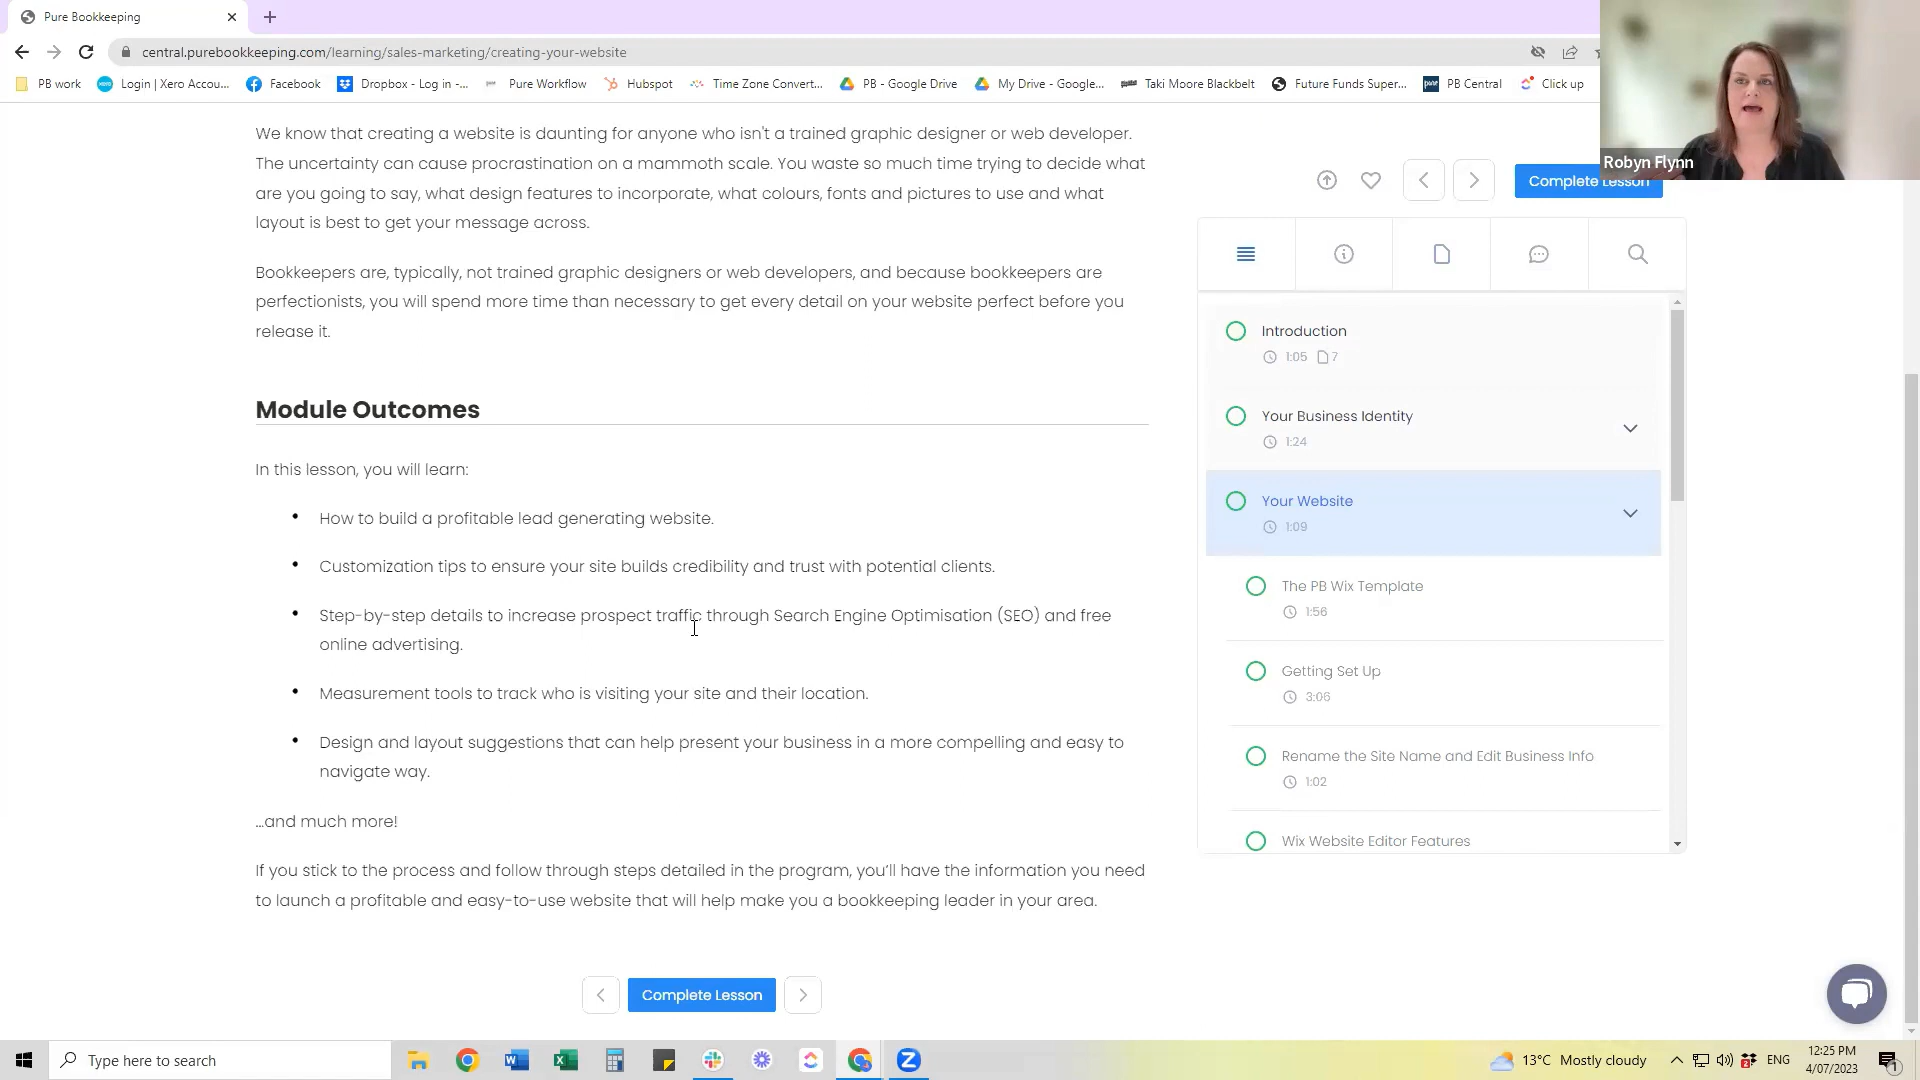 Pure Bookkeeping
central.purebookkeeping.com/learning/sales-marketing/creating-your-website
PB work
Login | Xero Accou...
Facebook
Dropbox - Log in -...
Pure Workflow
Hubspot
Time Zone Convert...
PB - Google Drive
My Drive - Google...
Taki Moore Blackbelt
Future Funds Super...
PB Central
Click up
Robyn Flynn
We know that creating a website is daunting for anyone who isn't a trained graphic designer or web developer.
The uncertainty can cause procrastination on a mammoth scale. You waste so much time trying to decide what
are you going to say, what design features to incorporate, what colours, fonts and pictures to use and what
layout is best to get your message across.
Bookkeepers are, typically, not trained graphic designers or web developers, and because bookkeepers are
perfectionists, you will spend more time than necessary to get every detail on your website perfect before you
release it.
Module Outcomes
In this lesson, you will learn:
• How to build a profitable lead generating website.
• Customization tips to ensure your site builds credibility and trust with potential clients.
• Step-by-step details to increase prospect traffic through Search Engine Optimisation (SEO) and free
online advertising.
• Measurement tools to track who is visiting your site and their location.
• Design and layout suggestions that can help present your business in a more compelling and easy to
navigate way.
...and much more!
If you stick to the process and follow through steps detailed in the program, you'll have the information you need
to launch a profitable and easy-to-use website that will help make you a bookkeeping leader in your area.
Complete Lesson
Complete Lesson
Introduction
1:05 7
Your Business Identity
1:24
Your Website
1:09
The PB Wix Template
1:56
Getting Set Up
3:06
Rename the Site Name and Edit Business Info
1:02
Wix Website Editor Features
Type here to search
13°C Mostly cloudy
ENG
12:25 PM
4/07/2023